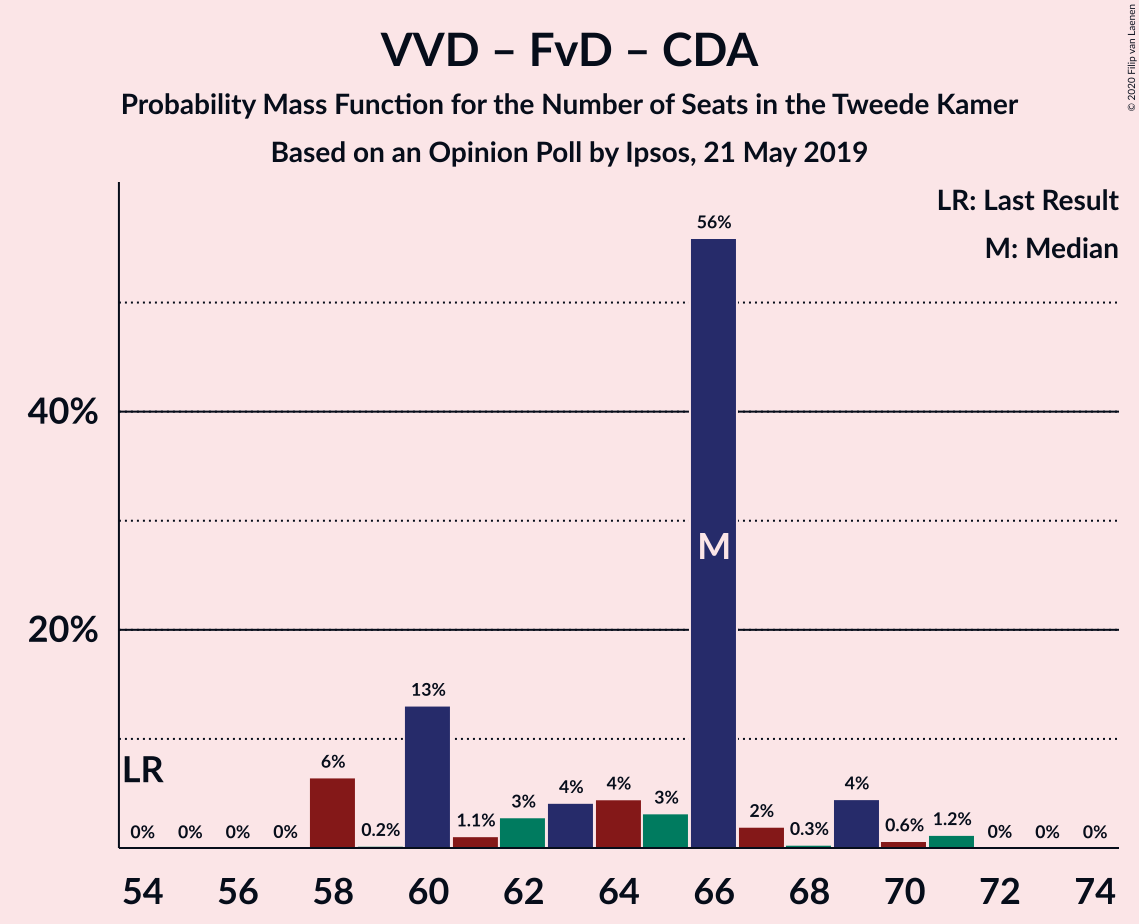 VVD – FvD – CDA
Probability Mass Function for the Number of Seats in the Tweede Kamer
Based on an Opinion Poll by Ipsos, 21 May 2019
© 2020 Filip van Laenen
LR: Last Result
M: Median
56%
40%
M
20%
13%
LR
6%
4%
4%
4%
3%
3%
2%
1.1%
1.2%
0.2%
0.3%
0.6%
0% 0% 0% 0% 0% 0% 0%
54 56 58 60 62 64 66 68 70 72 74